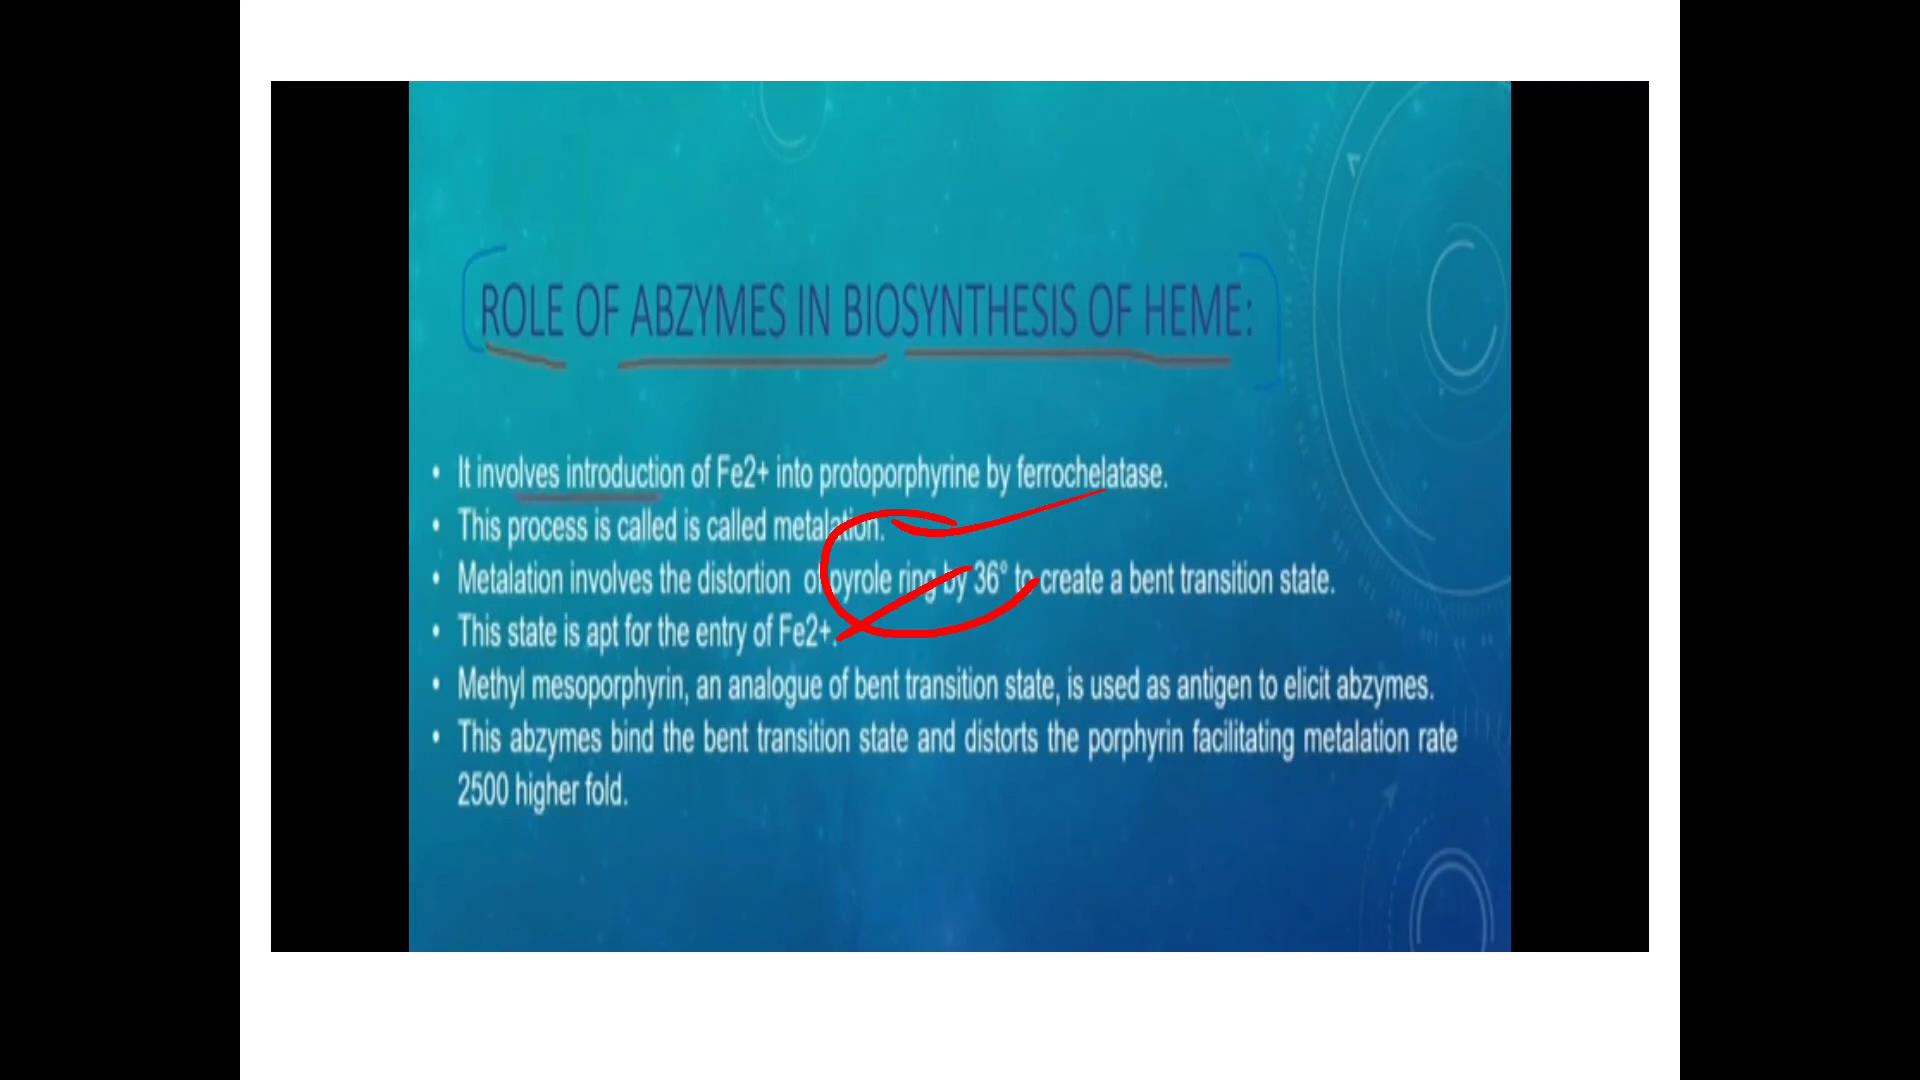 ROLE OF ABZYMES IN BIOSYNTHESIS OF HEME:
• It involves introduction of Fe2+ into protoporphyrine by ferrochelatase.
• This process is called is called metalation.
• Metalation involves the distortion of pyrole ring by 36° to create a bent transition state.
• This state is apt for the entry of Fe2+.
• Methyl mesoporphyrin, an analogue of bent transition state, is used as antigen to elicit abzymes.
• This abzymes bind the bent transition state and distorts the porphyrin facilitating metalation rate
2500 higher fold.